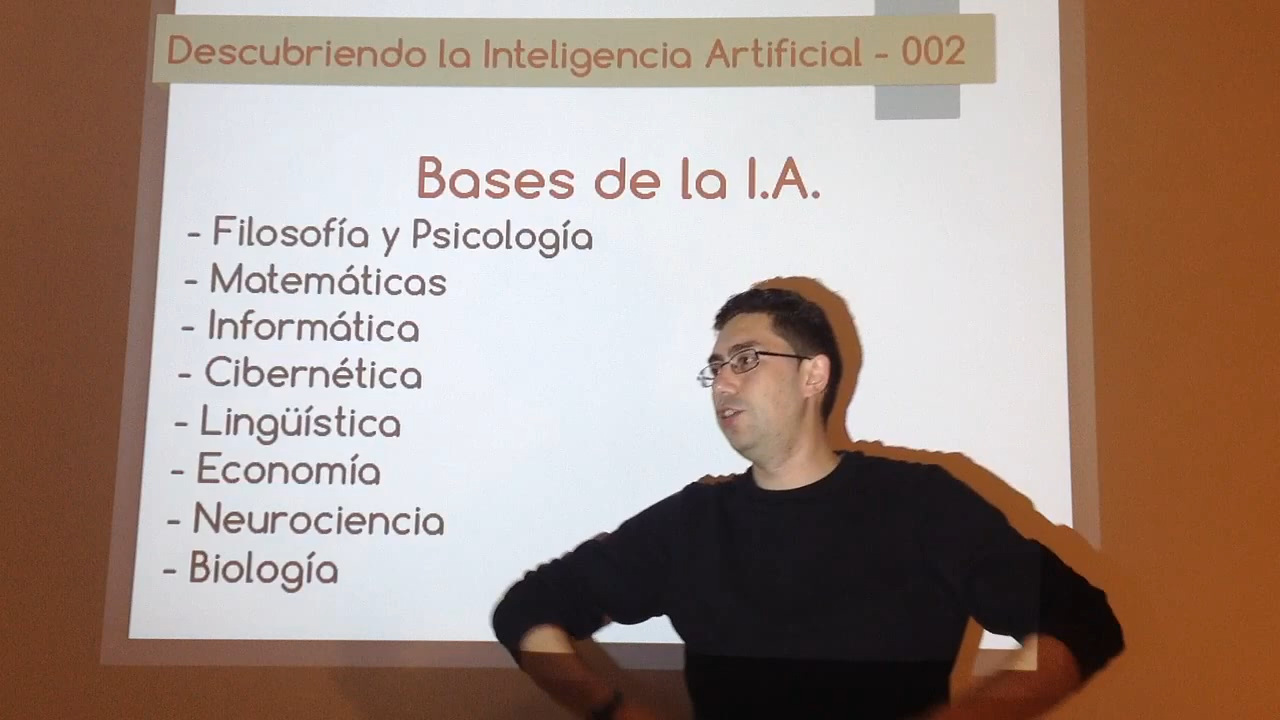 Descubriendo la Inteligencia Artificial - 002
Bases de la I.A.
- Filosofía y Psicología
- Matemáticas
- Informática
- Cibernética
- Lingüística
- Economía
- Neurociencia
- Biología